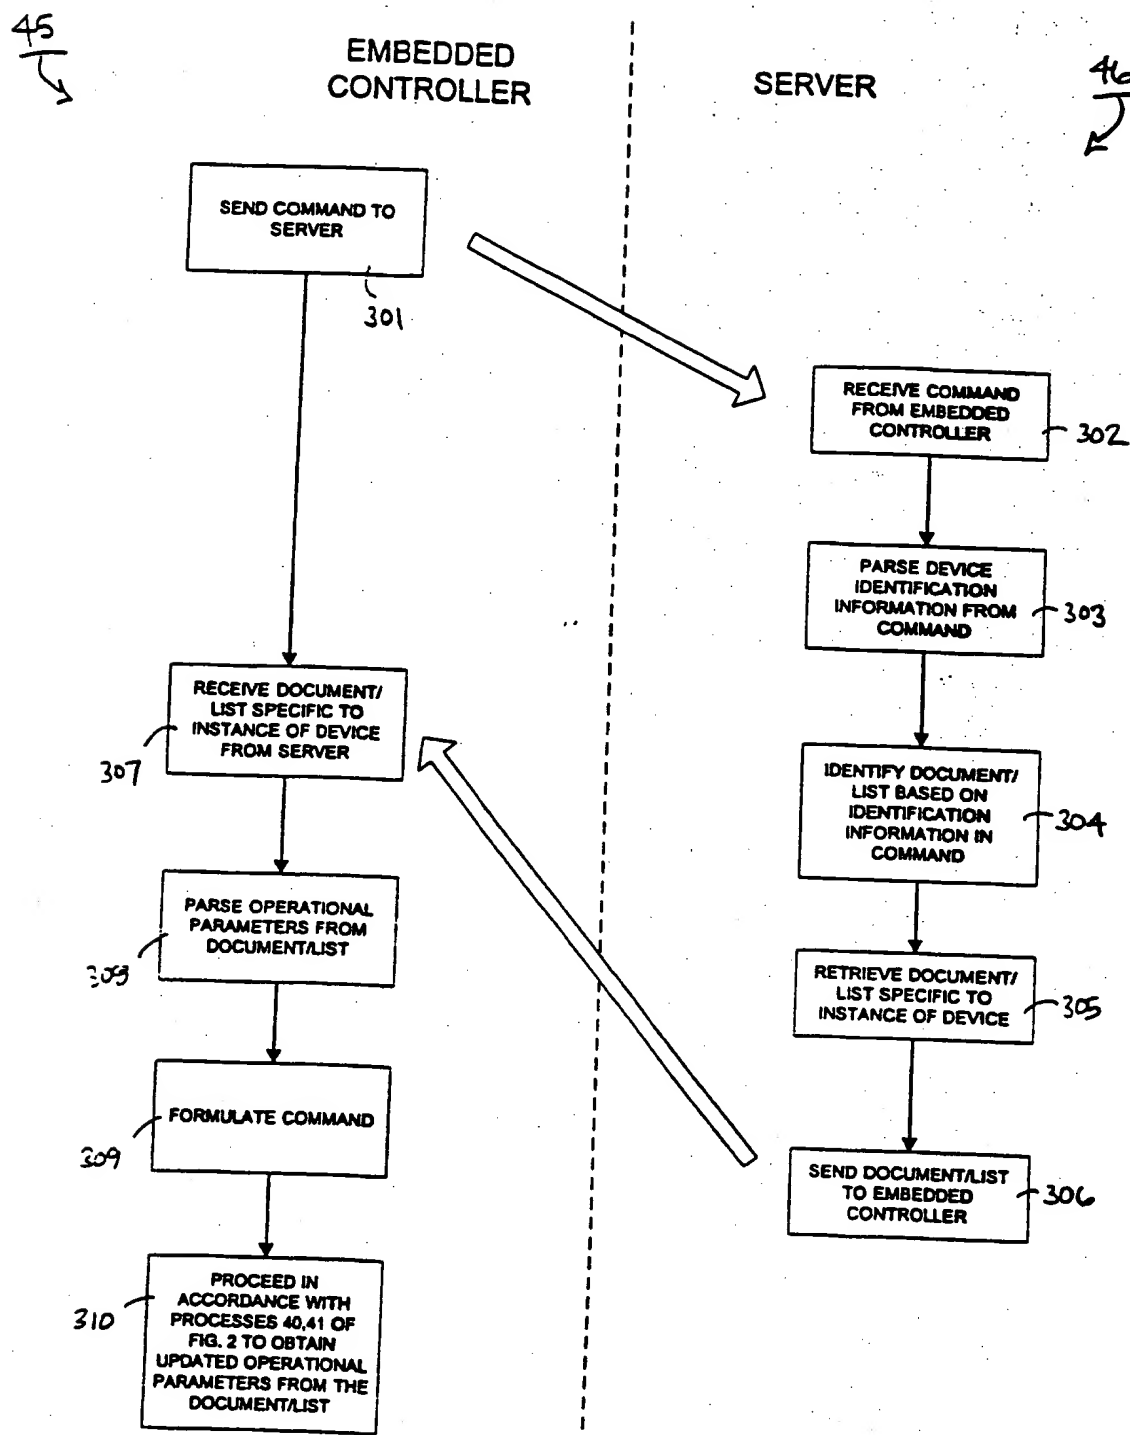 45
EMBEDDED
CONTROLLER
SERVER
46
SEND COMMAND TO
SERVER
301
RECEIVE COMMAND
FROM EMBEDDED
CONTROLLER
302
PARSE DEVICE
IDENTIFICATION
INFORMATION FROM
COMMAND
303
IDENTIFY DOCUMENT/
LIST BASED ON
IDENTIFICATION
INFORMATION IN
COMMAND
304
RETRIEVE DOCUMENT/
LIST SPECIFIC TO
INSTANCE OF DEVICE
305
SEND DOCUMENT/LIST
TO EMBEDDED
CONTROLLER
306
RECEIVE DOCUMENT/
LIST SPECIFIC TO
INSTANCE OF DEVICE
FROM SERVER
307
PARSE OPERATIONAL
PARAMETERS FROM
DOCUMENT/LIST
308
FORMULATE COMMAND
309
PROCEED IN
ACCORDANCE WITH
PROCESSES 40,41 OF
FIG. 2 TO OBTAIN
UPDATED OPERATIONAL
PARAMETERS FROM THE
DOCUMENT/LIST
310